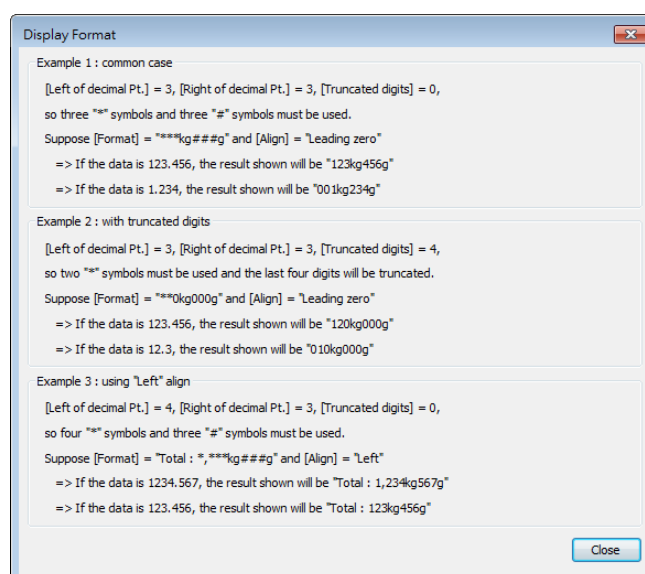 Display Format
Example 1 : common case
[Left of decimal Pt.] = 3, [Right of decimal Pt.] = 3, [Truncated digits] = 0,
so three "*" symbols and three "#" symbols must be used.
Suppose [Format] = "***kg###g" and [Align] = "Leading zero"
=> If the data is 123.456, the result shown will be "123kg456g"
=> If the data is 1.234, the result shown will be "001kg234g"
Example 2 : with truncated digits
[Left of decimal Pt.] = 3, [Right of decimal Pt.] = 3, [Truncated digits] = 4,
so two "*" symbols must be used and the last four digits will be truncated.
Suppose [Format] = "**0kg000g" and [Align] = "Leading zero"
=> If the data is 123.456, the result shown will be "120kg000g"
=> If the data is 12.3, the result shown will be "010kg000g"
Example 3 : using "Left" align
[Left of decimal Pt.] = 4, [Right of decimal Pt.] = 3, [Truncated digits] = 0,
so four "*" symbols and three "#" symbols must be used.
Suppose [Format] = "Total : *,***kg###g" and [Align] = "Left"
=> If the data is 1234.567, the result shown will be "Total : 1,234kg567g"
=> If the data is 123.456, the result shown will be "Total : 123kg456g"
Close